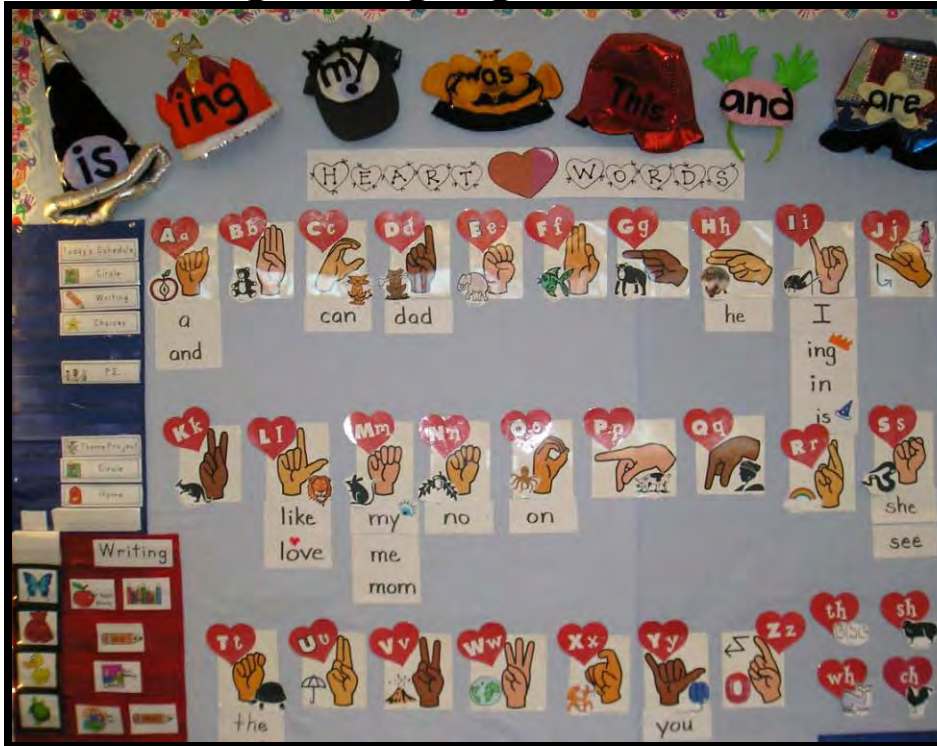 is
ing
my
was
This
and
are
HEART WORDS
Today's Schedule
Circle
Writing
Choices
P.E.
Theme Project
Circle
Home
Aa
a
and
Bb
Cc
can
Dd
dad
Ee
Ff
Gg
Hh
he
Ii
I
ing
in
is
Jj
Kk
Ll
like
love
Mm
my
me
mom
Nn
no
Oo
on
Pp
Qq
Rr
Ss
she
see
Writing
Tt
the
Uu
Vv
Ww
Xx
Yy
you
Zz
th
sh
wh
ch